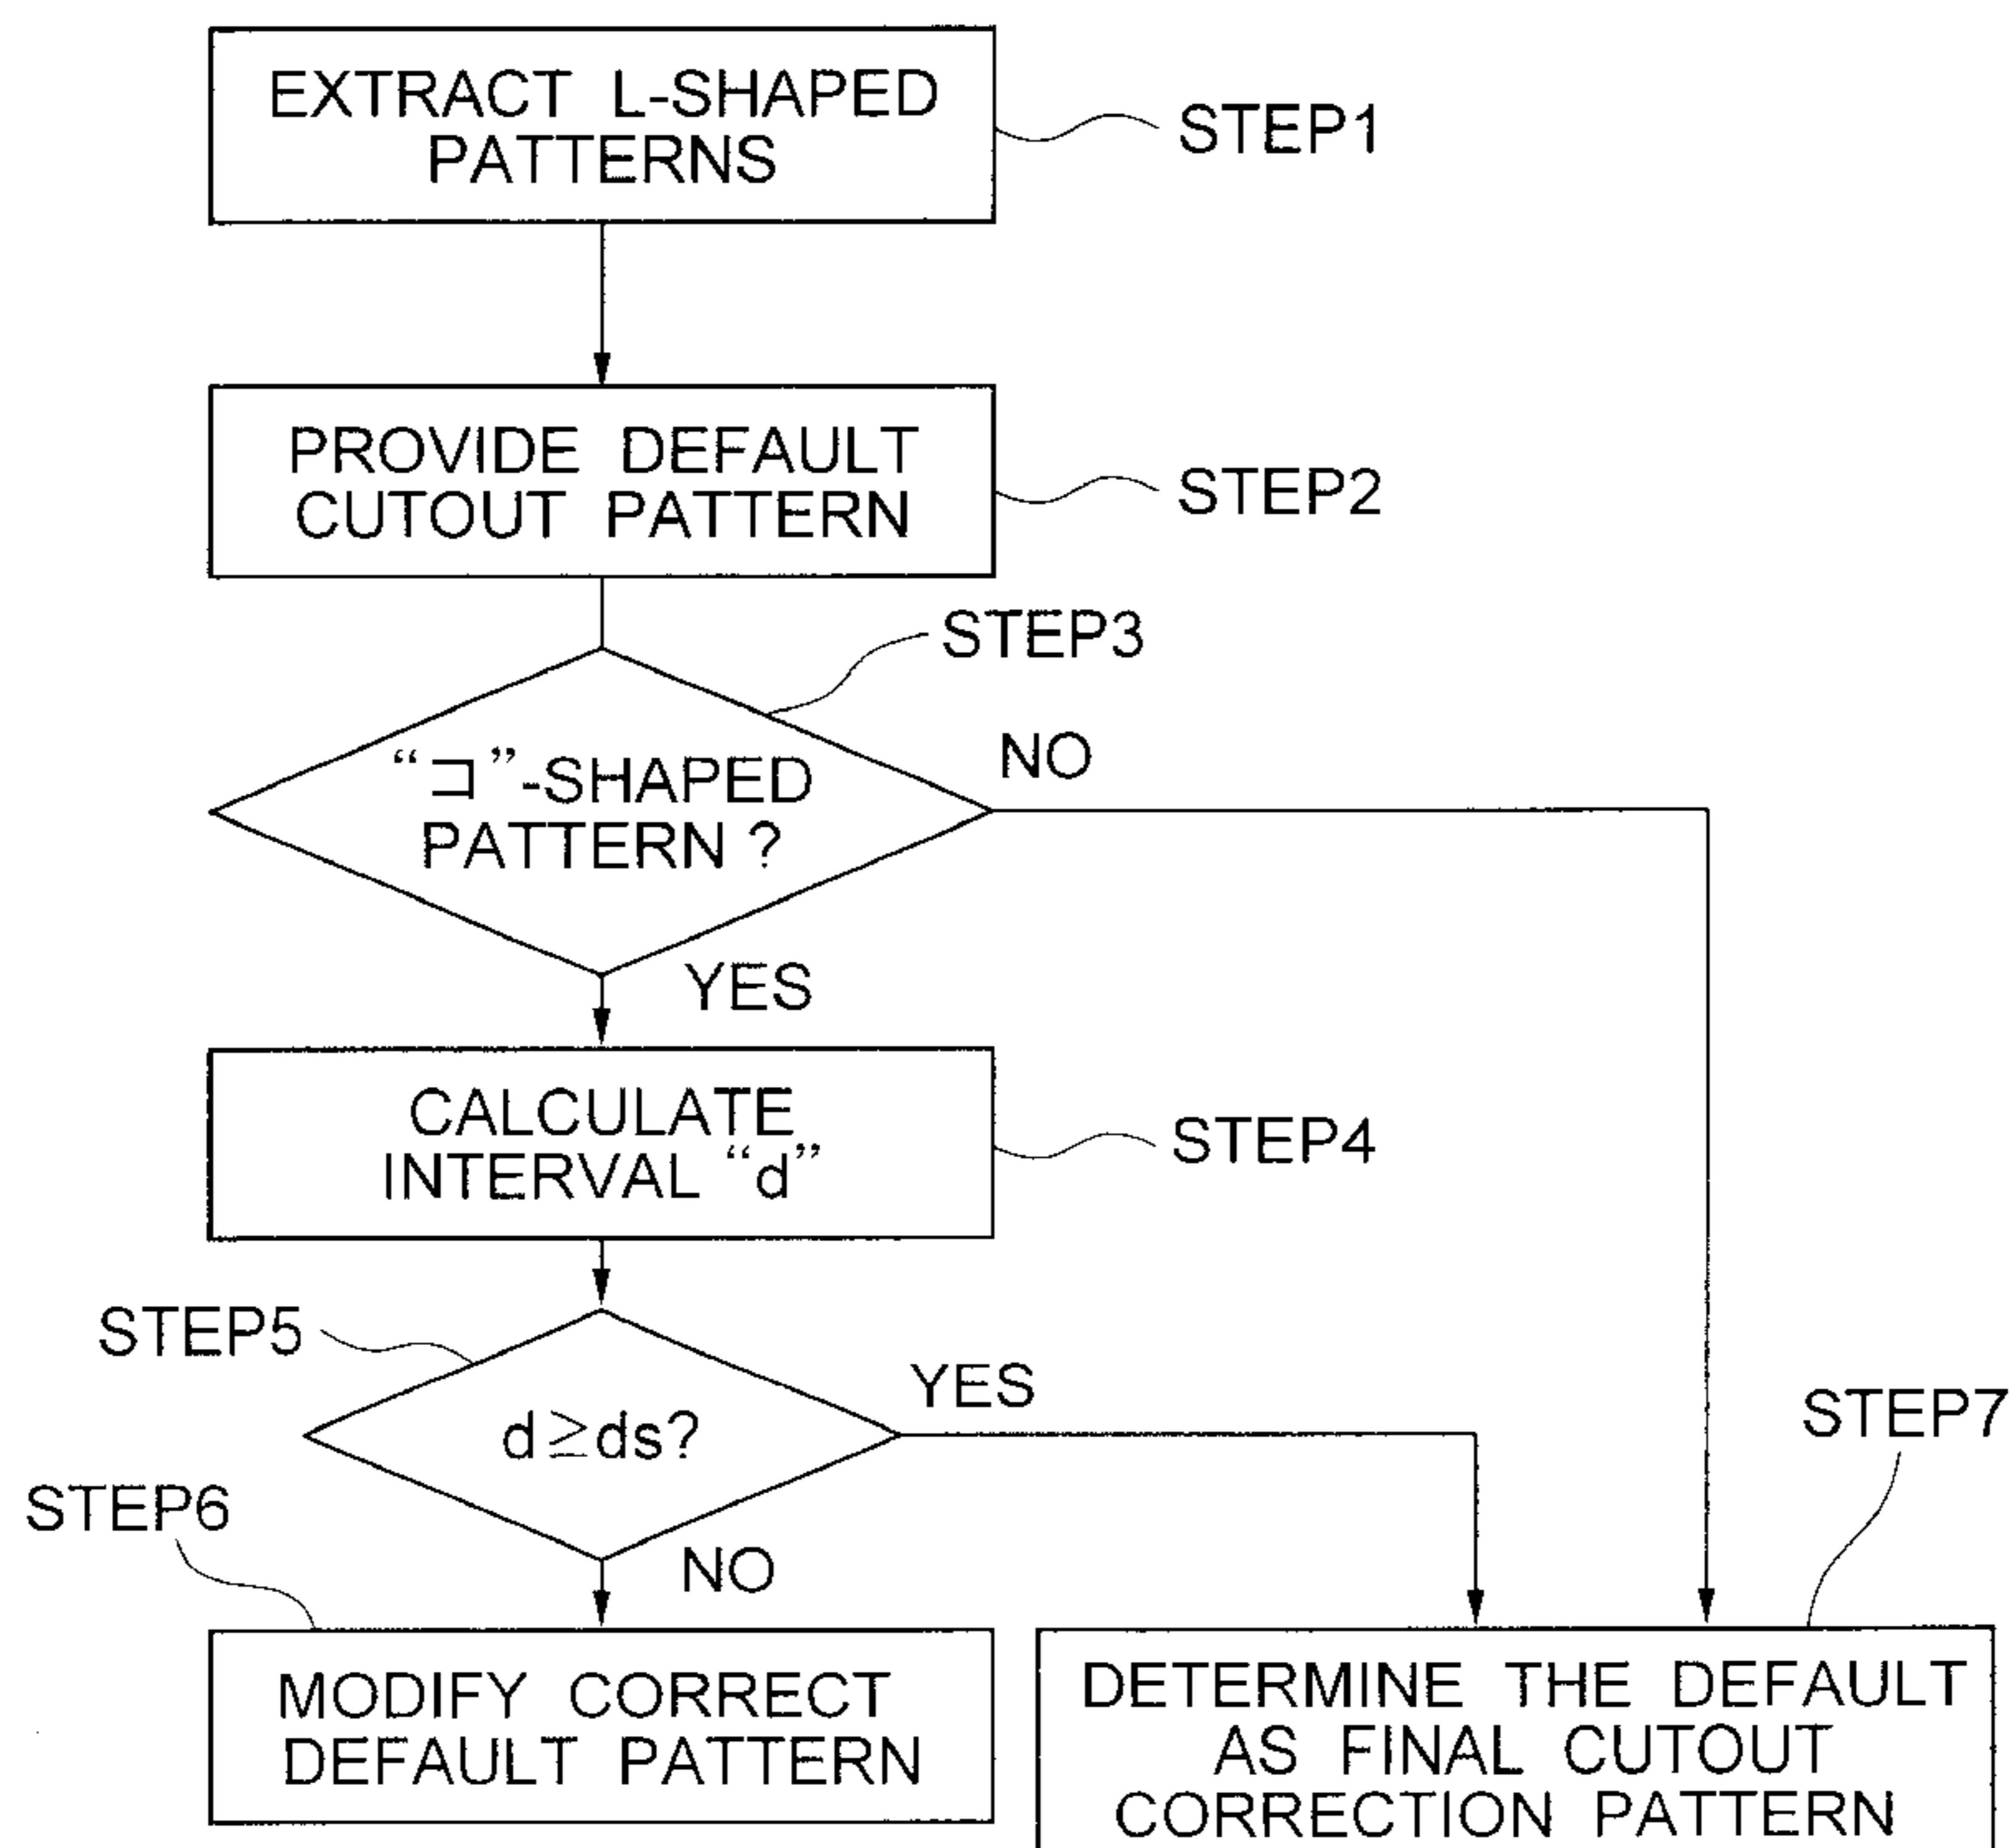 EXTRACT L-SHAPED
PATTERNS
STEP1
PROVIDE DEFAULT
CUTOUT PATTERN
STEP2
STEP3
“コ”-SHAPED
PATTERN ?
NO
YES
CALCULATE
INTERVAL “d”
STEP4
STEP5
d≧ds?
YES
STEP7
STEP6
NO
MODIFY CORRECT
DEFAULT PATTERN
DETERMINE THE DEFAULT
AS FINAL CUTOUT
CORRECTION PATTERN